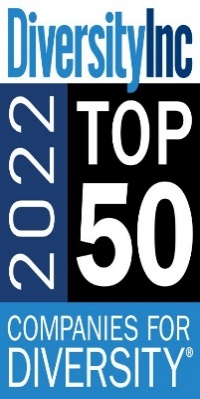 DiversityInc
2022
TOP
50
COMPANIES FOR
DIVERSITY®